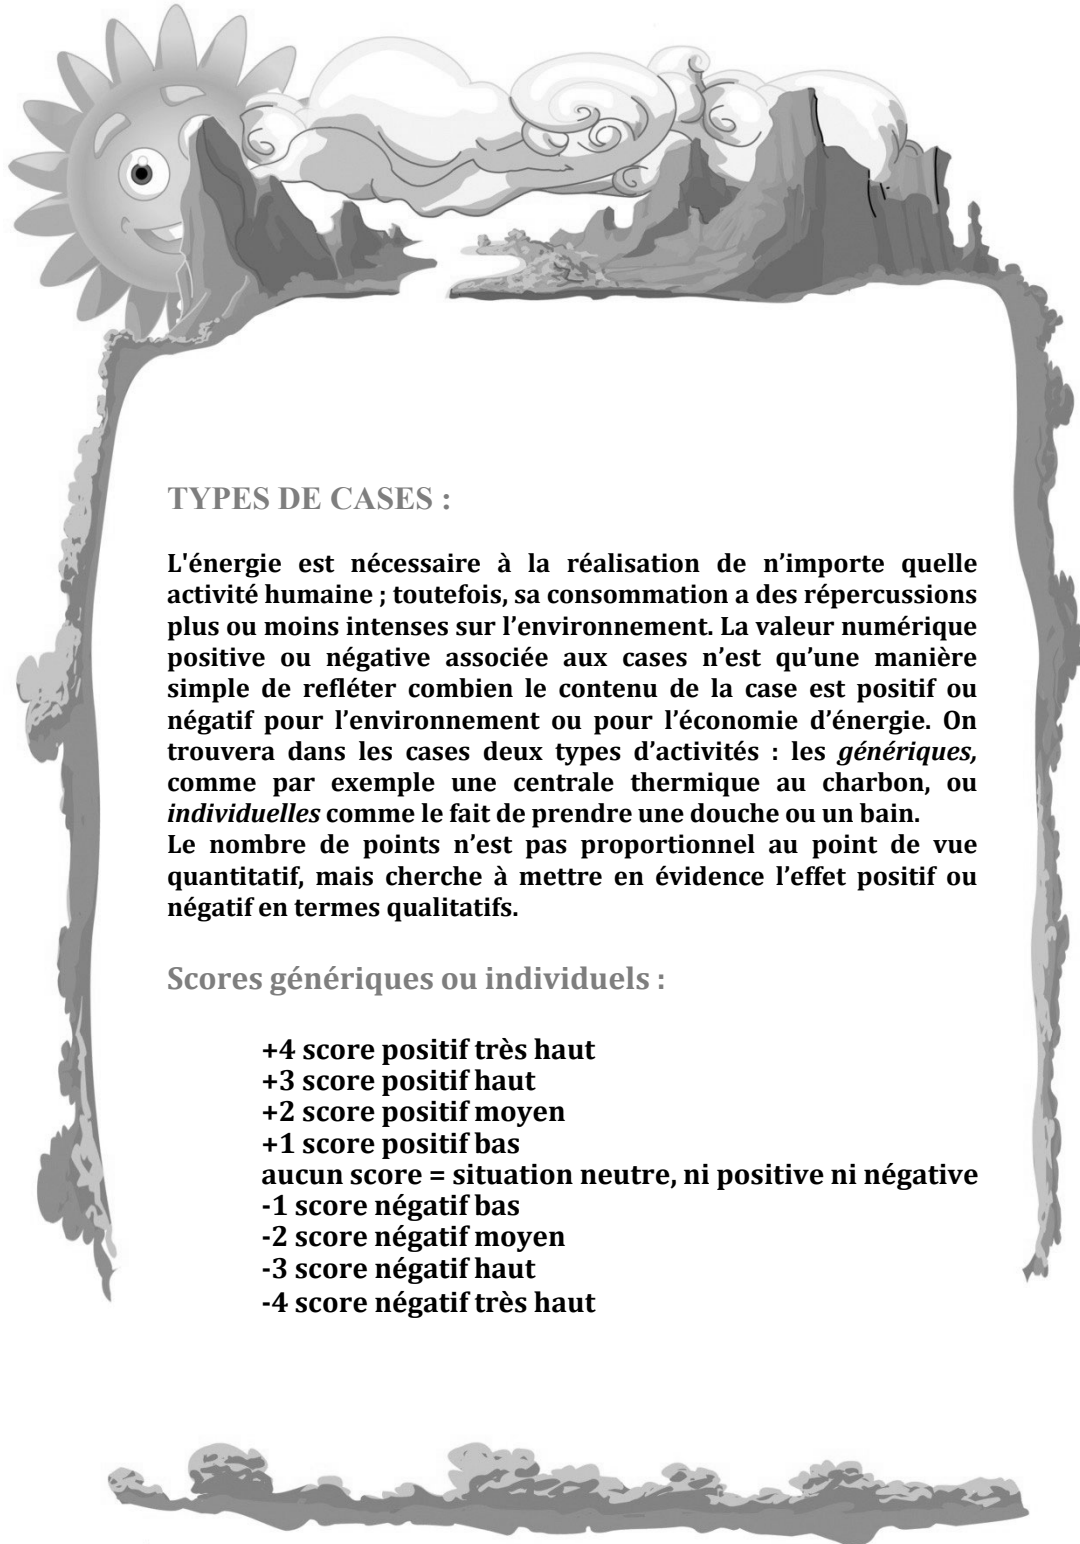 TYPES DE CASES :
L'énergie est nécessaire à la réalisation de n’importe quelle
activité humaine ; toutefois, sa consommation a des répercussions
plus ou moins intenses sur l’environnement. La valeur numérique
positive ou négative associée aux cases n’est qu’une manière
simple de refléter combien le contenu de la case est positif ou
négatif pour l’environnement ou pour l’économie d’énergie. On
trouvera dans les cases deux types d’activités : les génériques,
comme par exemple une centrale thermique au charbon, ou
individuelles comme le fait de prendre une douche ou un bain.
Le nombre de points n’est pas proportionnel au point de vue
quantitatif, mais cherche à mettre en évidence l’effet positif ou
négatif en termes qualitatifs.
Scores génériques ou individuels :
+4 score positif très haut
+3 score positif haut
+2 score positif moyen
+1 score positif bas
aucun score = situation neutre, ni positive ni négative
-1 score négatif bas
-2 score négatif moyen
-3 score négatif haut
-4 score négatif très haut